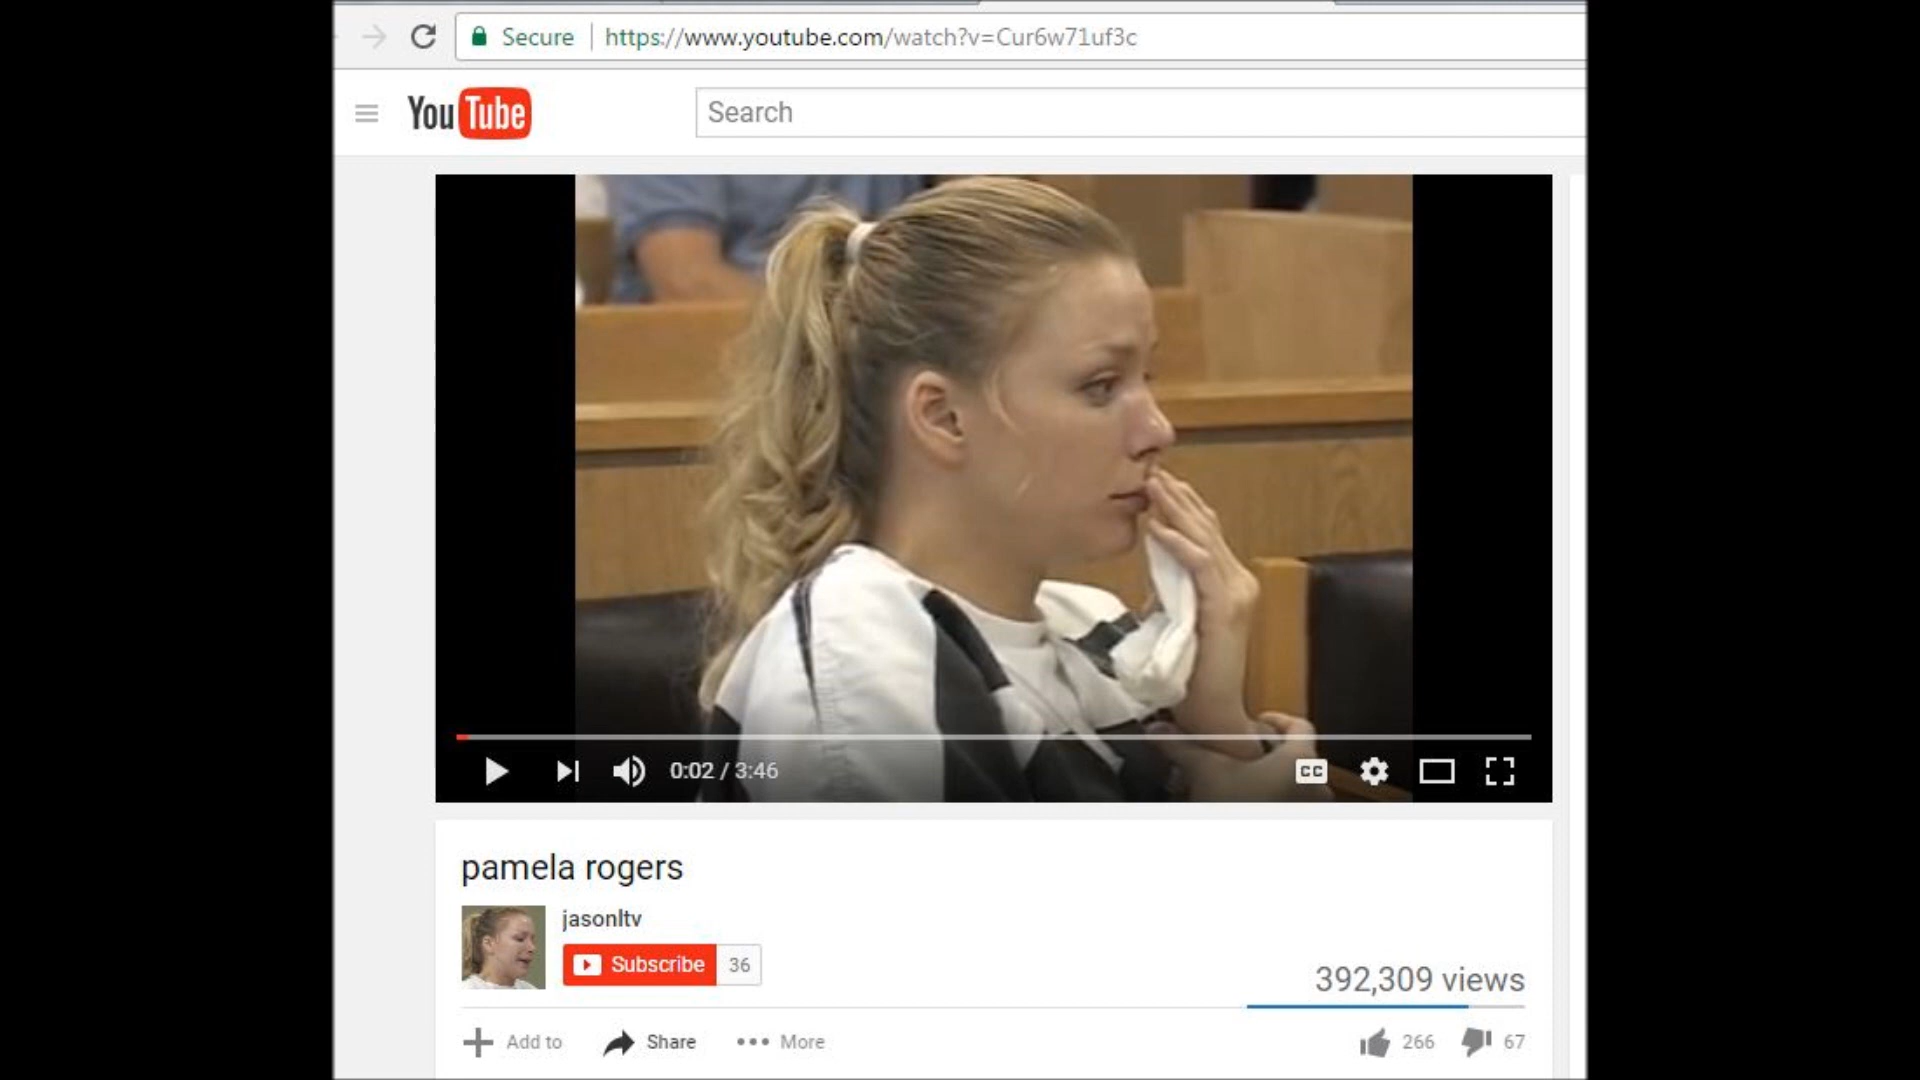 Secure https://www.youtube.com/watch?v=Cur6w71uf3c
YouTube
Search
0:02 / 3:46
CC
pamela rogers
jasonltv
Subscribe 36
392,309 views
Add to Share More 266 67